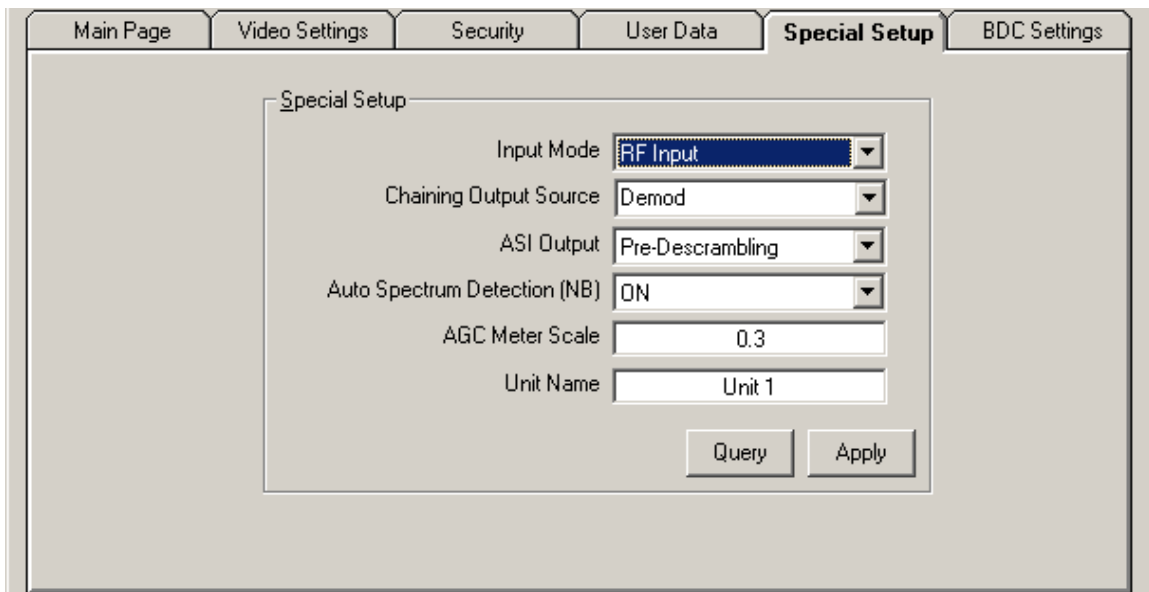 Main Page Video Settings Security User Data Special Setup BDC Settings
Special Setup
Input Mode RF Input
Chaining Output Source Demod
ASI Output Pre-Descrambling
Auto Spectrum Detection (NB) ON
AGC Meter Scale 0.3
Unit Name Unit 1
Query Apply